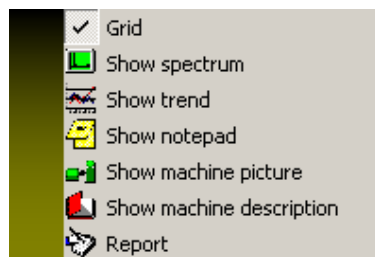 Grid
Show spectrum
Show trend
Show notepad
Show machine picture
Show machine description
Report